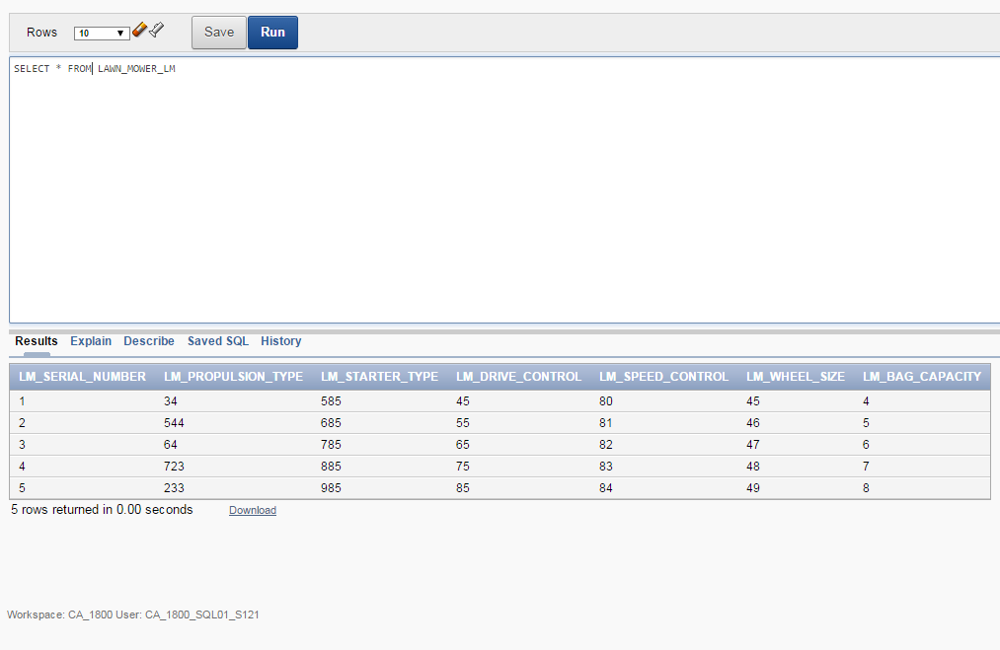 Rows 10 Save Run
SELECT * FROM LAWN_MOWER_LM
Results Explain Describe Saved SQL History
LM_SERIAL_NUMBER LM_PROPULSION_TYPE LM_STARTER_TYPE LM_DRIVE_CONTROL LM_SPEED_CONTROL LM_WHEEL_SIZE LM_BAG_CAPACITY
1 34 585 45 80 45 4
2 544 685 55 81 46 5
3 64 785 65 82 47 6
4 723 885 75 83 48 7
5 233 985 85 84 49 8
5 rows returned in 0.00 seconds Download
Workspace: CA_1800 User: CA_1800_SQL01_S121